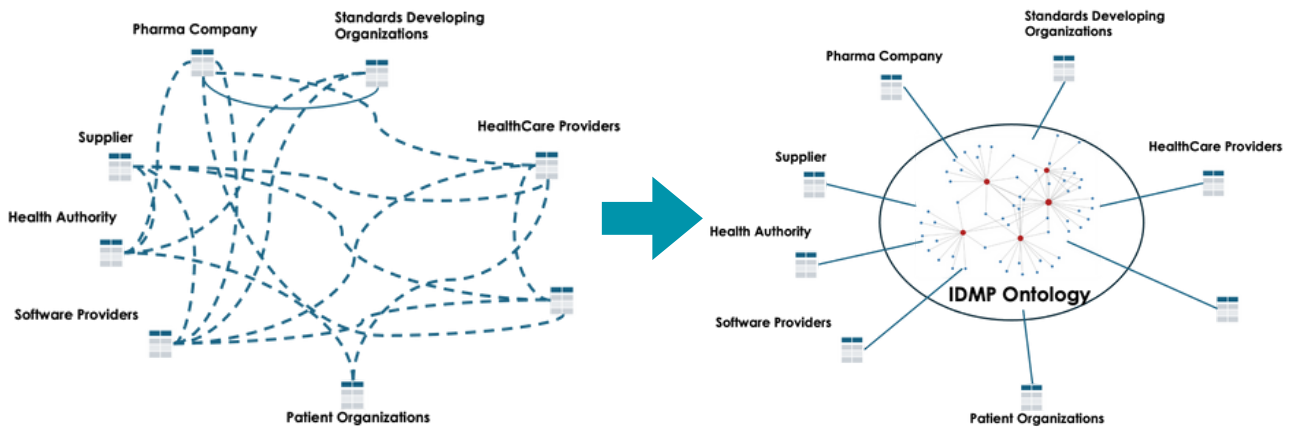 Pharma Company
Standards Developing
Organizations
Supplier
HealthCare Providers
Health Authority
Software Providers
Patient Organizations
Standards Developing
Organizations
Pharma Company
Supplier
HealthCare Providers
Health Authority
IDMP Ontology
Software Providers
Patient Organizations